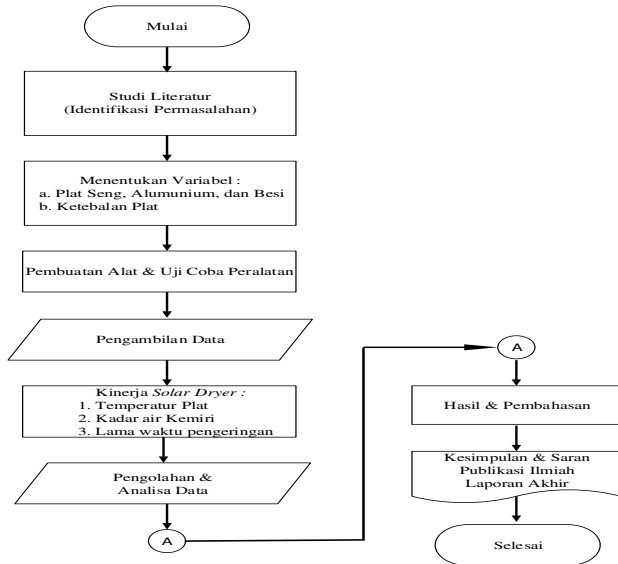 Mulai
Studi Literatur
(Identifikasi Permasalahan)
Menentukan Variabel :
a. Plat Seng, Alumunium, dan Besi
b. Ketebalan Plat
Pembuatan Alat & Uji Coba Peralatan
Pengambilan Data
Kinerja Solar Dryer :
1. Temperatur Plat
2. Kadar air Kemiri
3. Lama waktu pengeringan
Pengolahan &
Analisa Data
A
A
Hasil & Pembahasan
Kesimpulan & Saran
Publikasi Ilmiah
Laporan Akhir
Selesai